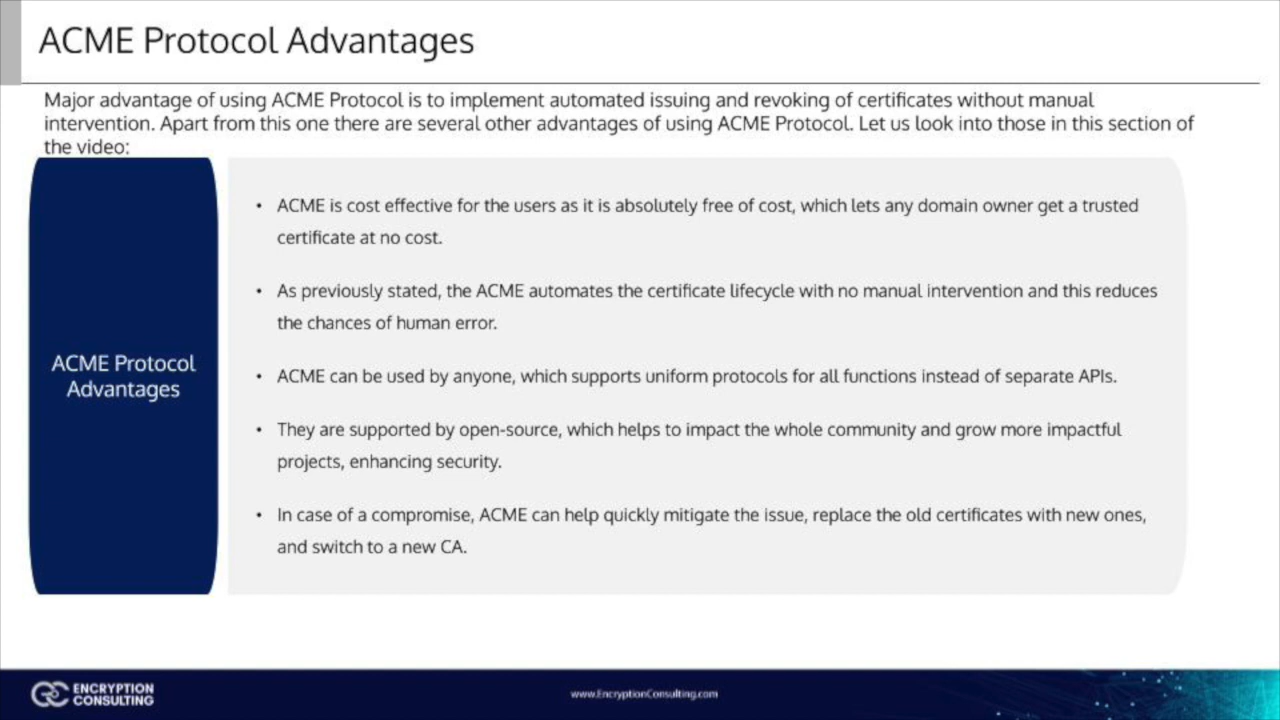 ACME Protocol Advantages
Major advantage of using ACME Protocol is to implement automated issuing and revoking of certificates without manual
intervention. Apart from this one there are several other advantages of using ACME Protocol. Let us look into those in this section of
the video:
ACME Protocol
Advantages
• ACME is cost effective for the users as it is absolutely free of cost, which lets any domain owner get a trusted
certificate at no cost.
• As previously stated, the ACME automates the certificate lifecycle with no manual intervention and this reduces
the chances of human error.
• ACME can be used by anyone, which supports uniform protocols for all functions instead of separate APIs.
• They are supported by open-source, which helps to impact the whole community and grow more impactful
projects, enhancing security.
• In case of a compromise, ACME can help quickly mitigate the issue, replace the old certificates with new ones,
and switch to a new CA.
ENCRYPTION
CONSULTING
www.EncryptionConsulting.com